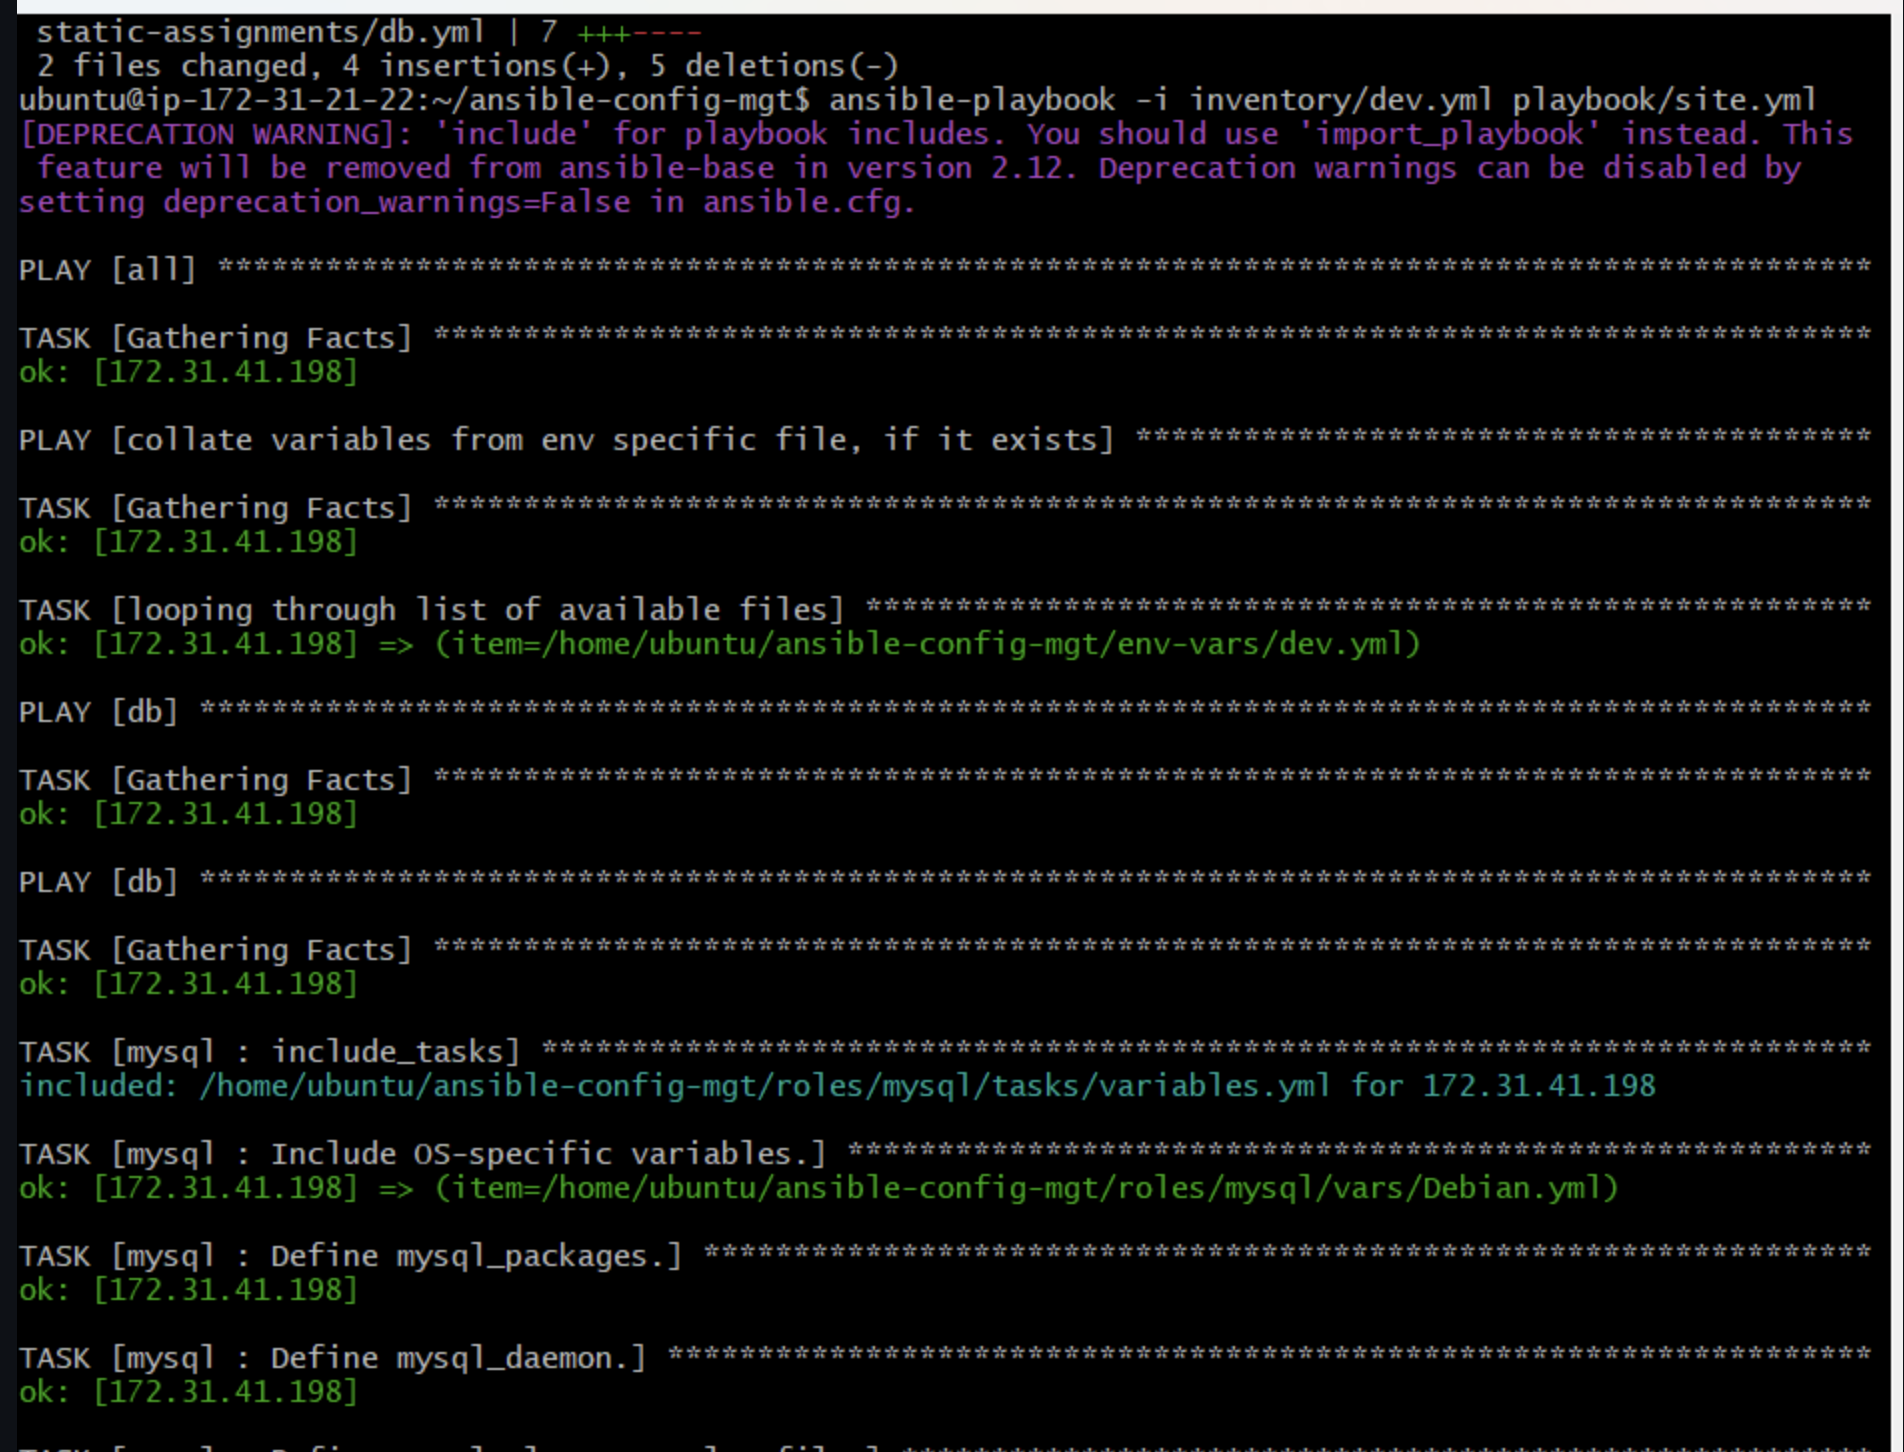 static-assignments/db.yml | 7 +++----
2 files changed, 4 insertions(+), 5 deletions(-)
ubuntu@ip-172-31-21-22:~/ansible-config-mgt$ ansible-playbook -i inventory/dev.yml playbook/site.yml
[DEPRECATION WARNING]: 'include' for playbook includes. You should use 'import_playbook' instead. This
feature will be removed from ansible-base in version 2.12. Deprecation warnings can be disabled by
setting deprecation_warnings=False in ansible.cfg.
PLAY [all] ********************************************************************************************
TASK [Gathering Facts] ********************************************************************************
ok: [172.31.41.198]
PLAY [collate variables from env specific file, if it exists] *****************************************
TASK [Gathering Facts] ********************************************************************************
ok: [172.31.41.198]
TASK [looping through list of available files] ********************************************************
ok: [172.31.41.198] => (item=/home/ubuntu/ansible-config-mgt/env-vars/dev.yml)
PLAY [db] *********************************************************************************************
TASK [Gathering Facts] ********************************************************************************
ok: [172.31.41.198]
PLAY [db] *********************************************************************************************
TASK [Gathering Facts] ********************************************************************************
ok: [172.31.41.198]
TASK [mysql : include_tasks] **************************************************************************
included: /home/ubuntu/ansible-config-mgt/roles/mysql/tasks/variables.yml for 172.31.41.198
TASK [mysql : Include OS-specific variables.] *********************************************************
ok: [172.31.41.198] => (item=/home/ubuntu/ansible-config-mgt/roles/mysql/vars/Debian.yml)
TASK [mysql : Define mysql_packages.] *****************************************************************
ok: [172.31.41.198]
TASK [mysql : Define mysql_daemon.] *******************************************************************
ok: [172.31.41.198]